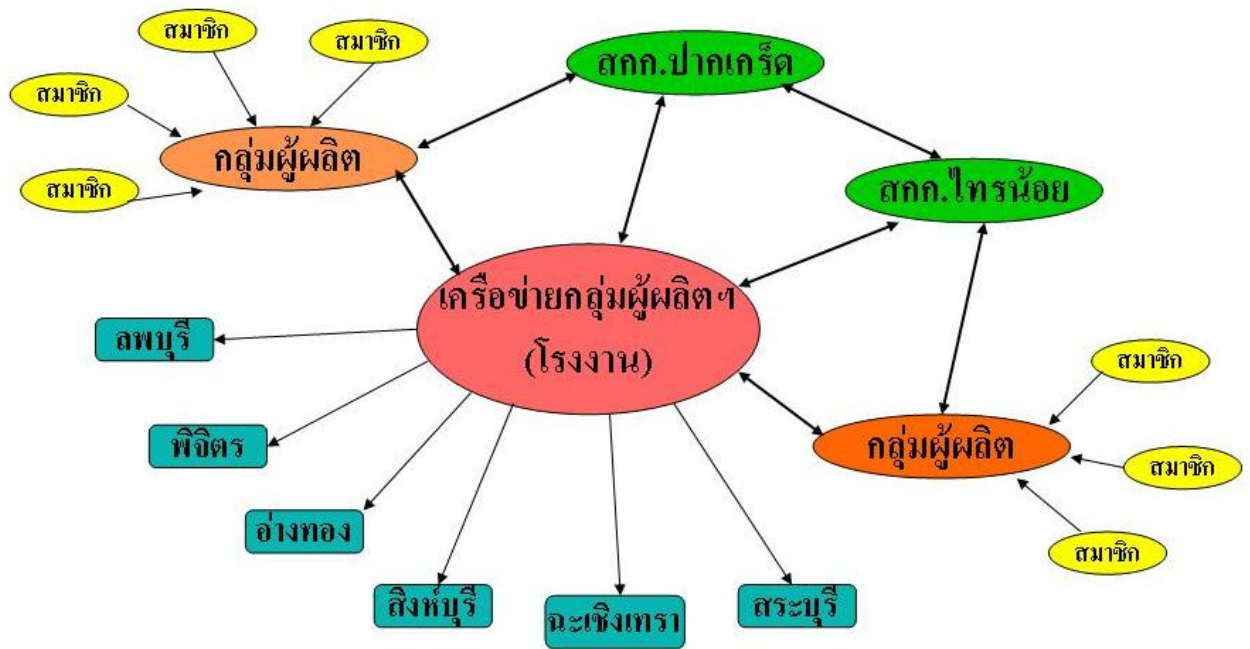 สมาชิก
สมาชิก
สมาชิก
สมาชิก
กลุ่มผู้ผลิต
สกต.ปากเกร็ด
สกต.ไทรน้อย
เครือข่ายกลุ่มผู้ผลิตฯ
(โรงงาน)
ลพบุรี
พิจิตร
อ่างทอง
สิงห์บุรี
ฉะเชิงเทรา
สระบุรี
กลุ่มผู้ผลิต
สมาชิก
สมาชิก
สมาชิก